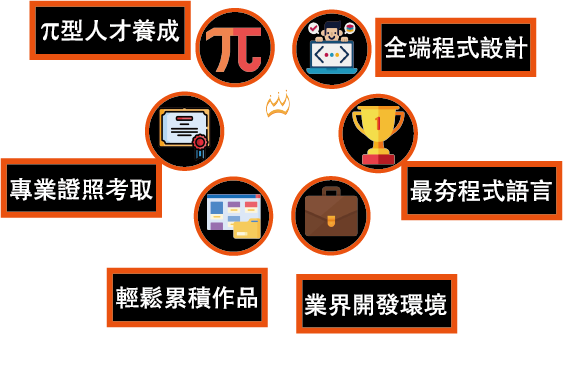 π型人才養成
全端程式設計
專業證照考取
最夯程式語言
輕鬆累積作品
業界開發環境
π
1